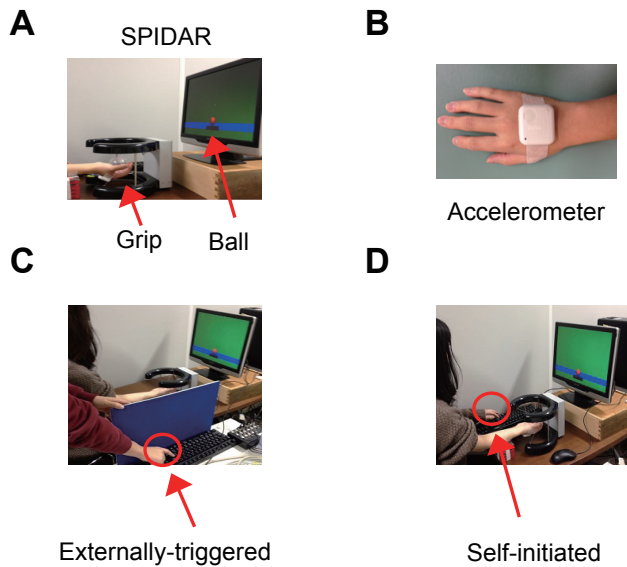 A
SPIDAR
Grip
Ball
B
Accelerometer
C
Externally-triggered
D
Self-initiated